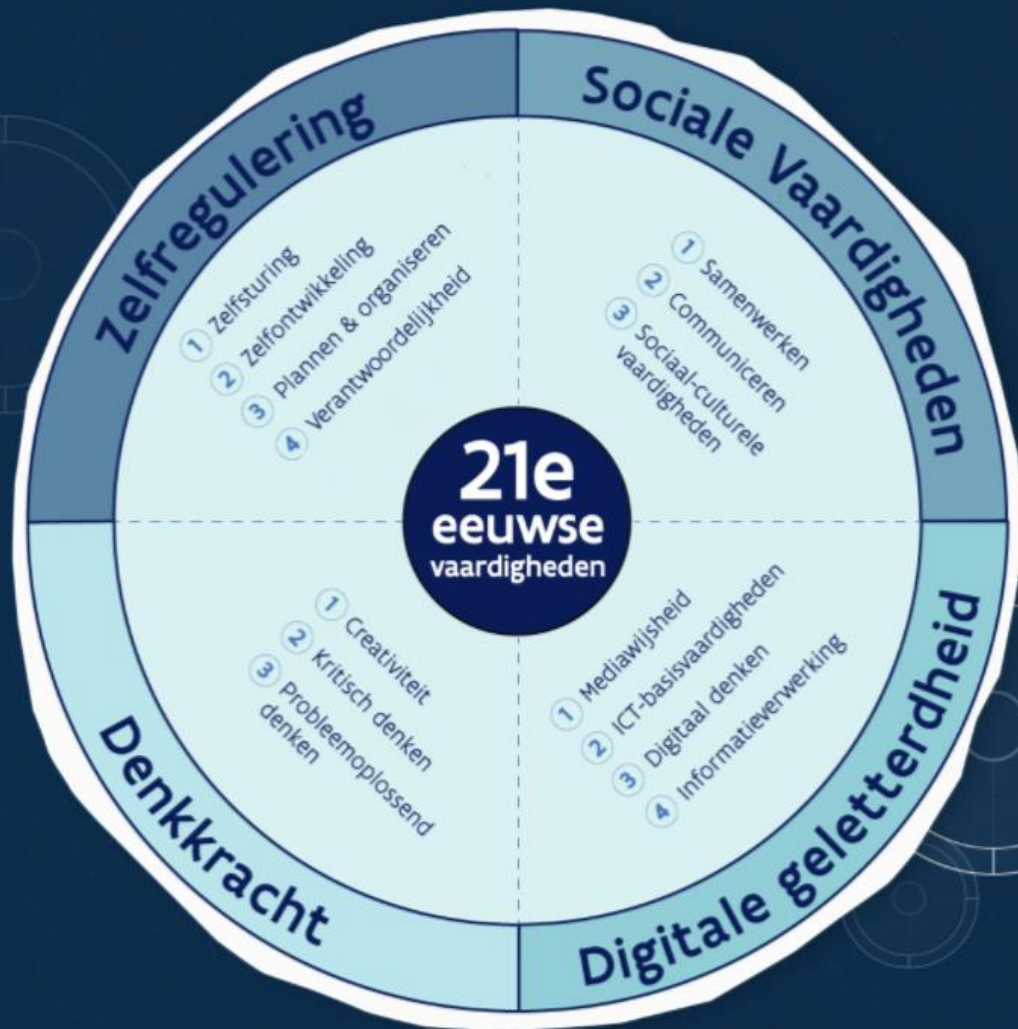 Zelfregulering
1 Zelfsturing
2 Zelfontwikkeling
3 Plannen & organiseren
4 Verantwoordelijkheid
Sociale Vaardigheden
1 Samenwerken
2 Communiceren
3 Sociaal-culturele
vaardigheden
21e
eeuwse
vaardigheden
Denkkracht
1 Creativiteit
2 Kritisch denken
3 Probleemoplossend
denken
Digitale geletterdheid
1 Mediawijsheid
2 ICT-basisvaardigheden
3 Digitaal denken
4 Informatieverwerking